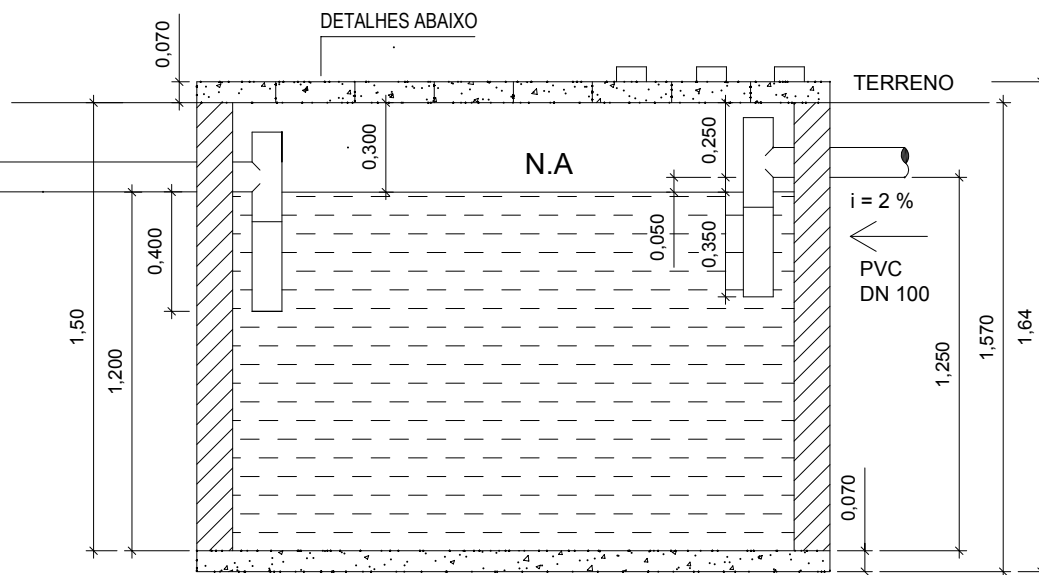 DETALHES ABAIXO
0,070
TERRENO
0,300
0,250
N.A
i = 2 %
0,050
0,350
0,400
PVC
DN 100
1,50
1,200
1,250
1,570
1,64
0,070